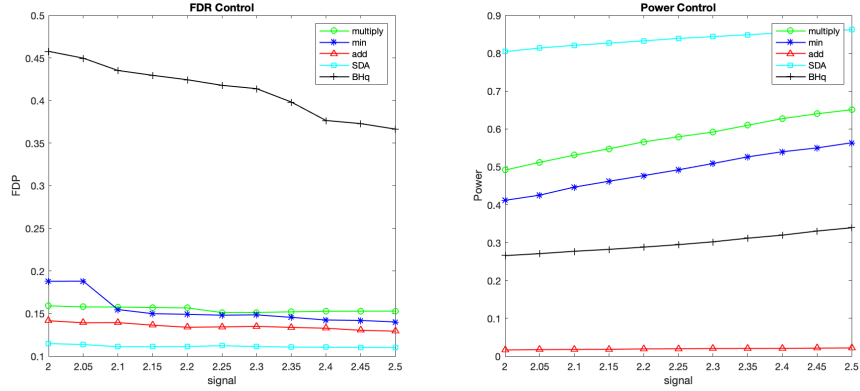 FDR Control
0.5
0.45
0.4
0.35
0.3
0.25
0.2
0.15
0.1
FDP
2 2.05 2.1 2.15 2.2 2.25 2.3 2.35 2.4 2.45 2.5
signal
multiply
min
add
SDA
BHq
Power Control
0.9
0.8
0.7
0.6
0.5
0.4
0.3
0.2
0.1
0
Power
2 2.05 2.1 2.15 2.2 2.25 2.3 2.35 2.4 2.45 2.5
signal
multiply
min
add
SDA
BHq